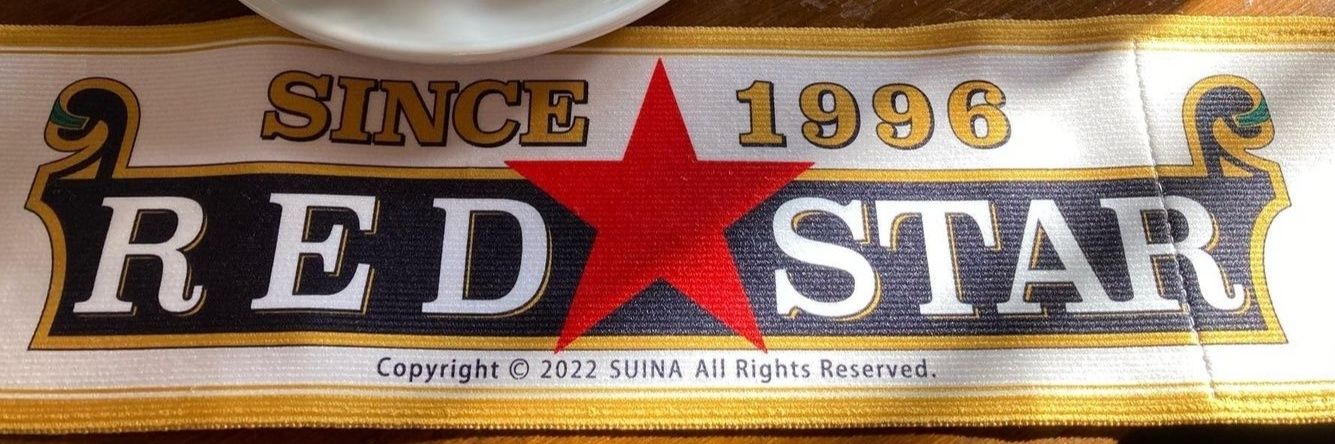 SINCE 1996
RED STAR
Copyright © 2022 SUINA All Rights Reserved.